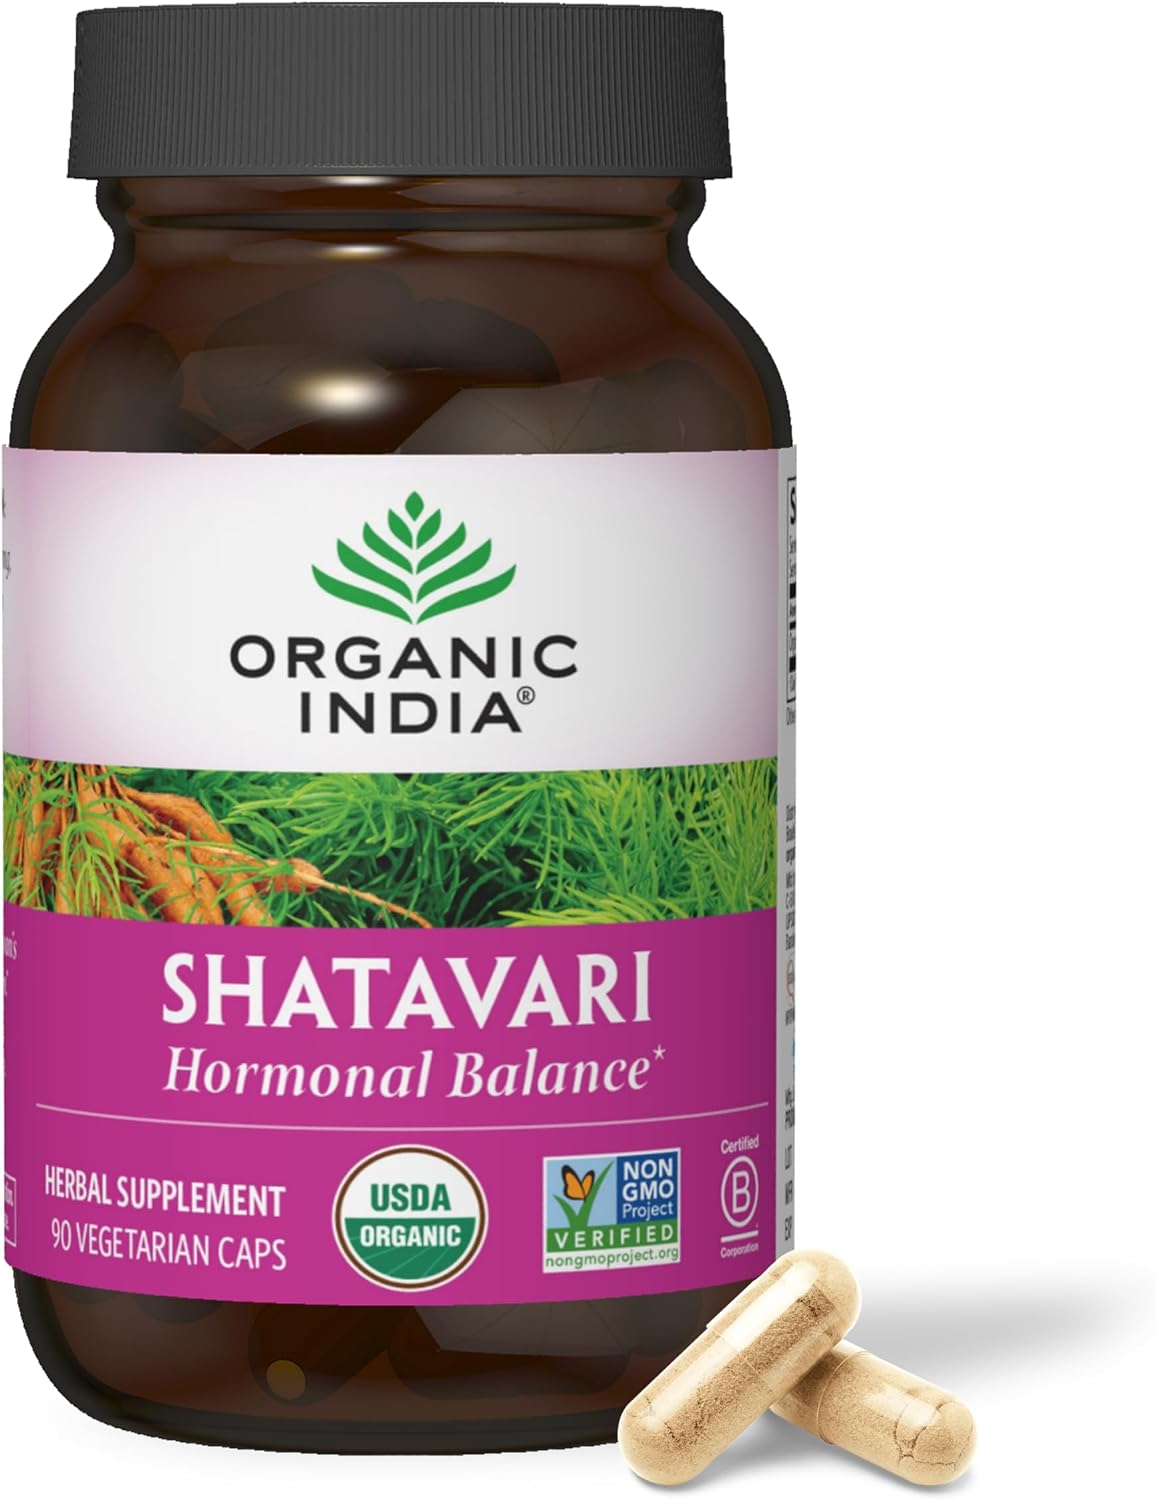 ORGANIC
INDIA®
SHATAVARI
Hormonal Balance*
HERBAL SUPPLEMENT
90 VEGETARIAN CAPS
USDA
ORGANIC
NON
GMO
Project
VERIFIED
nongmoproject.org
Certified
B
Corporation